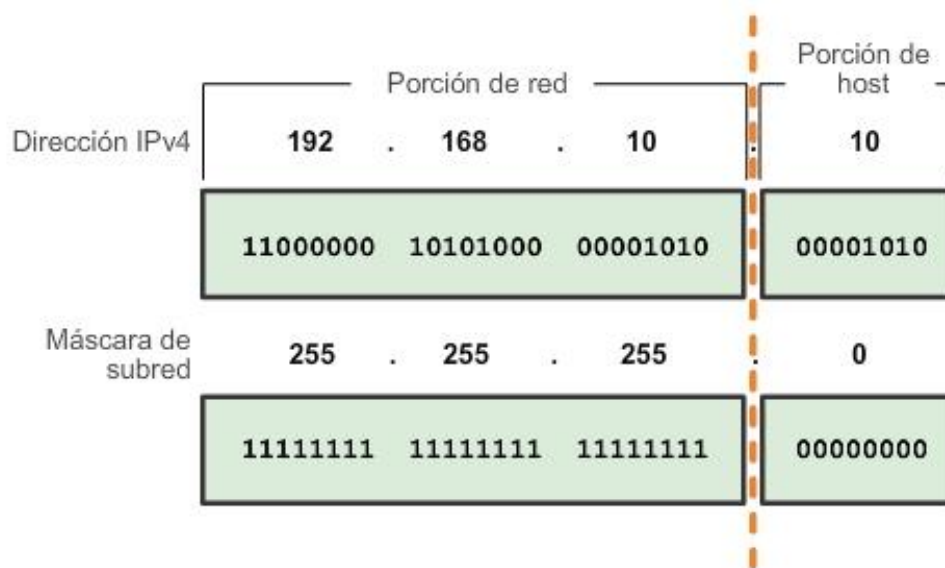 Porción de red
Porción de
host
Dirección IPv4 192 . 168 . 10 . 10
11000000 10101000 00001010 00001010
Máscara de
subred
255 . 255 . 255 . 0
11111111 11111111 11111111 00000000